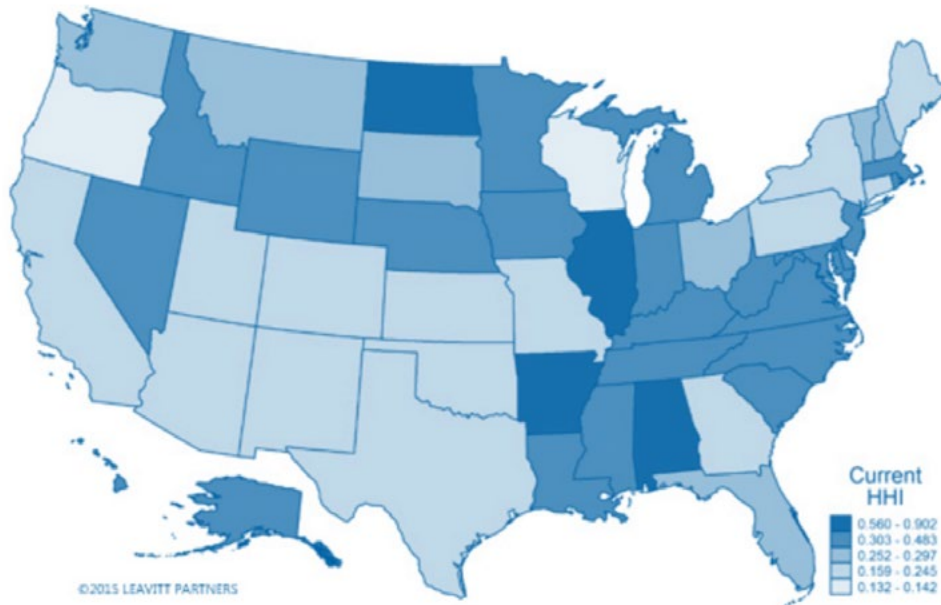 Current
HHI
0.560 - 0.902
0.303 - 0.483
0.252 - 0.297
0.159 - 0.245
0.132 - 0.142
©2015 LEAVITT PARTNERS